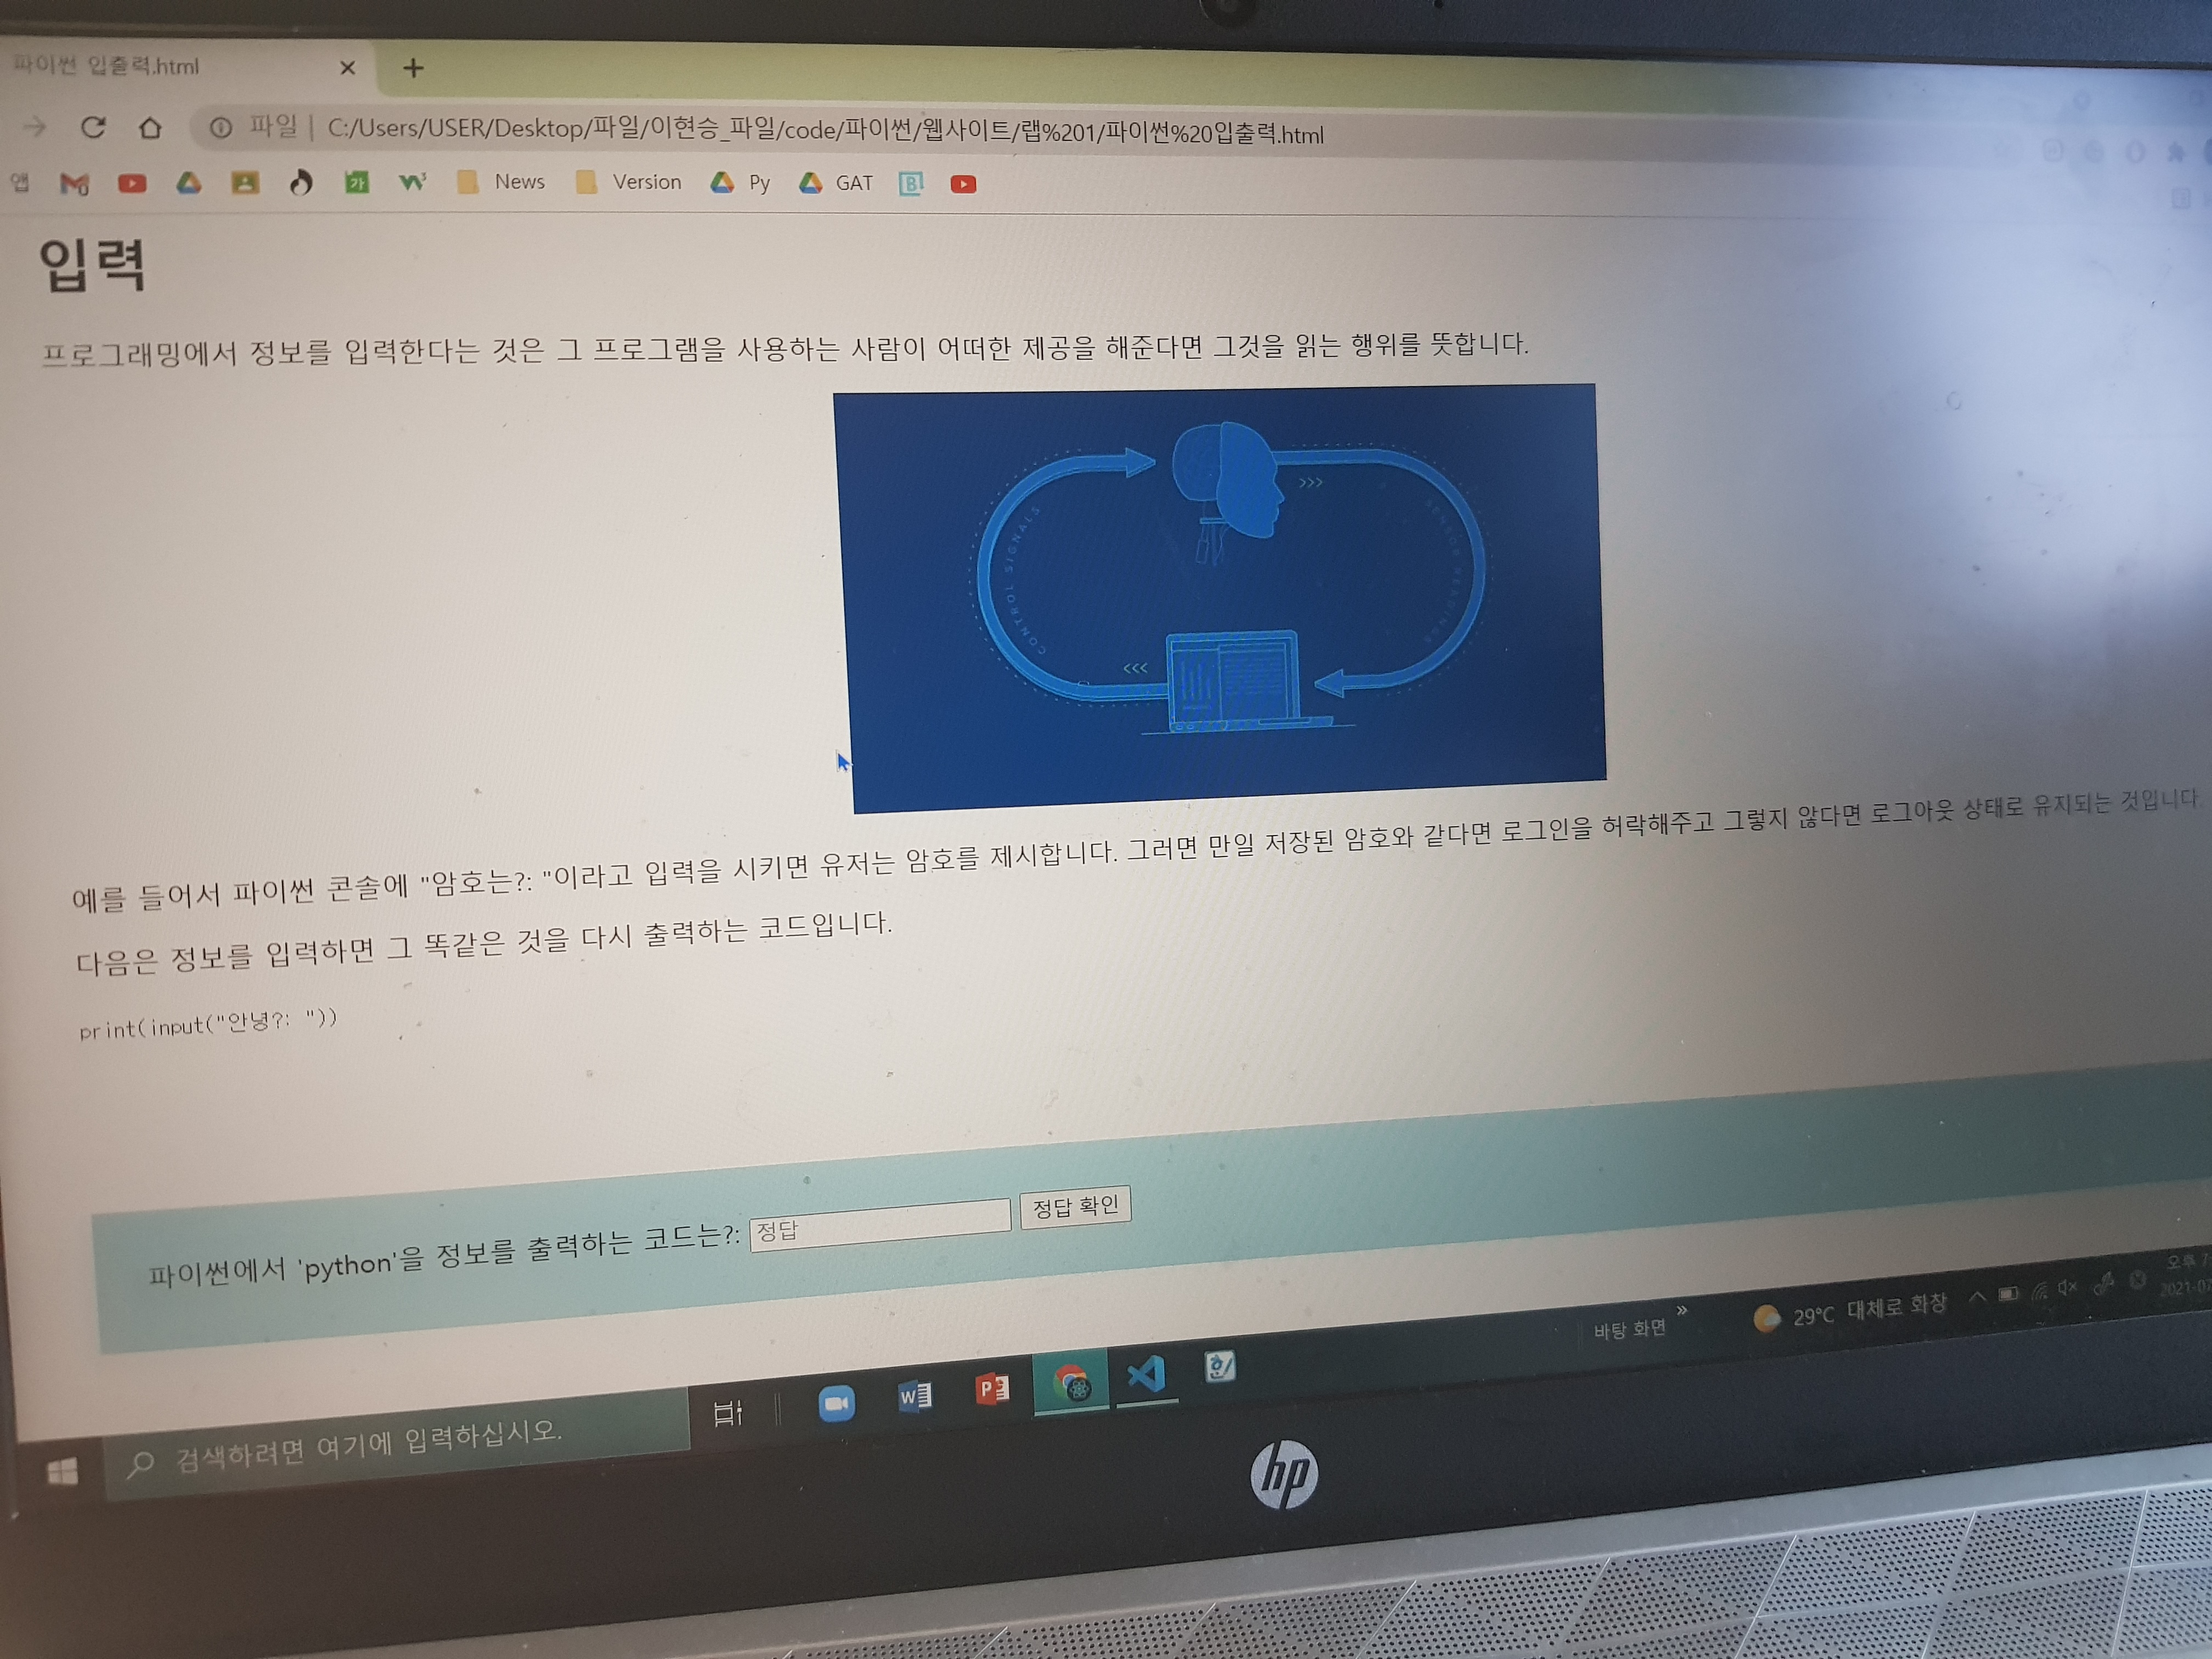 파이썬 입출력.html
파일 | C:/Users/USER/Desktop/파일/이현승_파일/code/파이썬/웹사이트/랩%201/파이썬%20입출력.html
앱 가 News Version Py GAT B
입력
프로그래밍에서 정보를 입력한다는 것은 그 프로그램을 사용하는 사람이 어떠한 제공을 해준다면 그것을 읽는 행위를 뜻합니다.
>>>
CONTROL SIGNALS
SENSOR READINGS
<<<
예를 들어서 파이썬 콘솔에 "암호는?: "이라고 입력을 시키면 유저는 암호를 제시합니다. 그러면 만일 저장된 암호와 같다면 로그인을 허락해주고 그렇지 않다면 로그아웃 상태로 유지되는 것입니다.
다음은 정보를 입력하면 그 똑같은 것을 다시 출력하는 코드입니다.
print(input("안녕?: "))
파이썬에서 'python'을 정보를 출력하는 코드는?: 정답 정답 확인
바탕 화면 » 29°C 대체로 화창 오후 7:
2021-07
검색하려면 여기에 입력하십시오.
hp